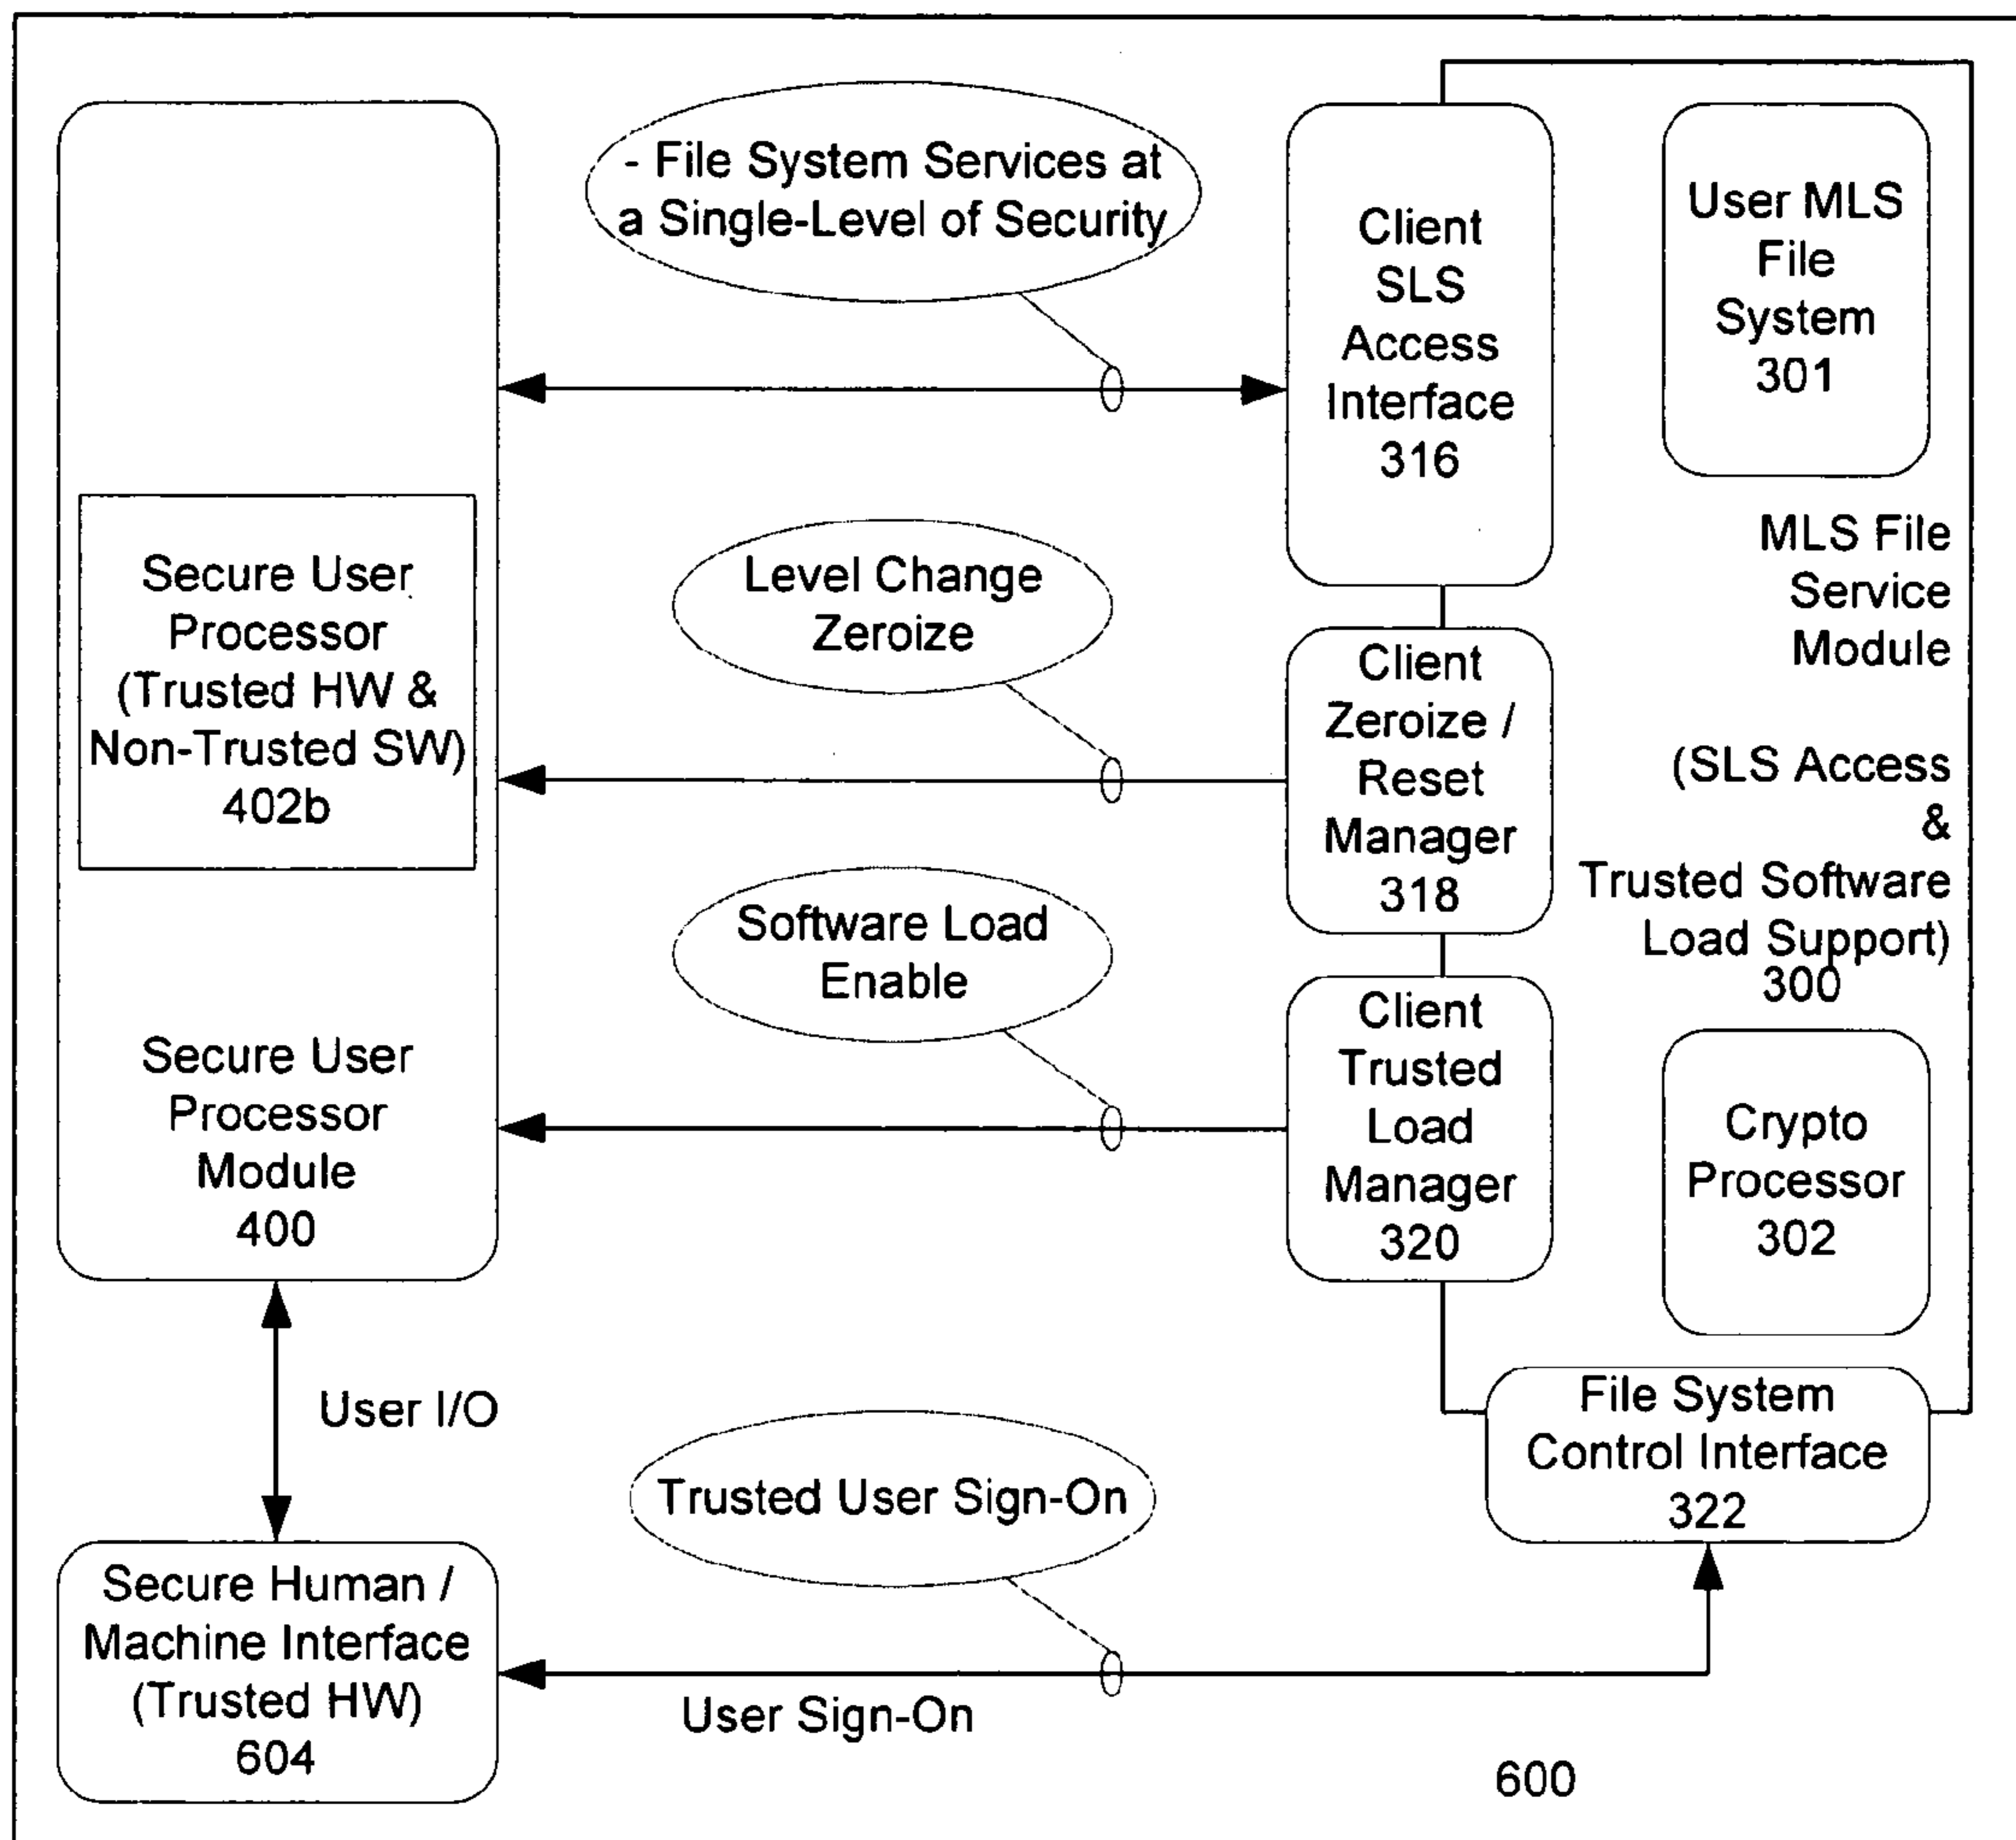 - File System Services at
a Single-Level of Security
Client
SLS
Access
Interface
316
User MLS
File
System
301
Secure User
Processor
(Trusted HW &
Non-Trusted SW)
402b
Level Change
Zeroize
Client
Zeroize /
Reset
Manager
318
MLS File
Service
Module
(SLS Access
&
Trusted Software
Load Support)
300
Software Load
Enable
Secure User
Processor
Module
400
Client
Trusted
Load
Manager
320
Crypto
Processor
302
User I/O
File System
Control Interface
322
Trusted User Sign-On
Secure Human /
Machine Interface
(Trusted HW)
604
User Sign-On
600